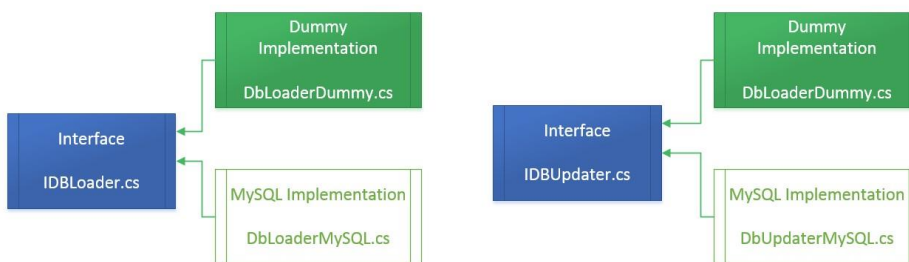 Dummy
Implementation
DbLoaderDummy.cs
Interface
IDBLoader.cs
MySQL Implementation
DbLoaderMySQL.cs
Dummy
Implementation
DbLoaderDummy.cs
Interface
IDBUpdater.cs
MySQL Implementation
DbUpdaterMySQL.cs